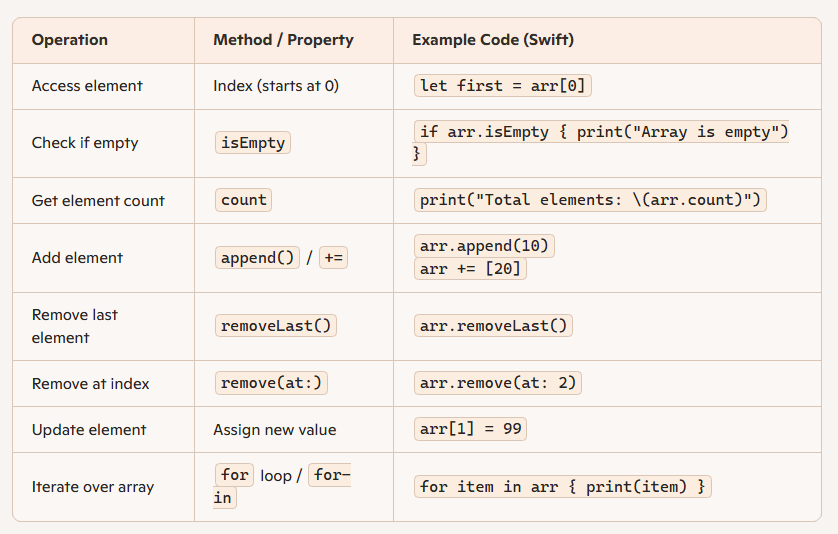 Operation Method / Property Example Code (Swift)
Access element Index (starts at 0) let first = arr[0]
Check if empty isEmpty if arr.isEmpty { print("Array is empty")
}
Get element count count print("Total elements: \(arr.count)")
Add element append() / += arr.append(10)
arr += [20]
Remove last
element removeLast() arr.removeLast()
Remove at index remove(at:) arr.remove(at: 2)
Update element Assign new value arr[1] = 99
Iterate over array for loop / for-
in for item in arr { print(item) }